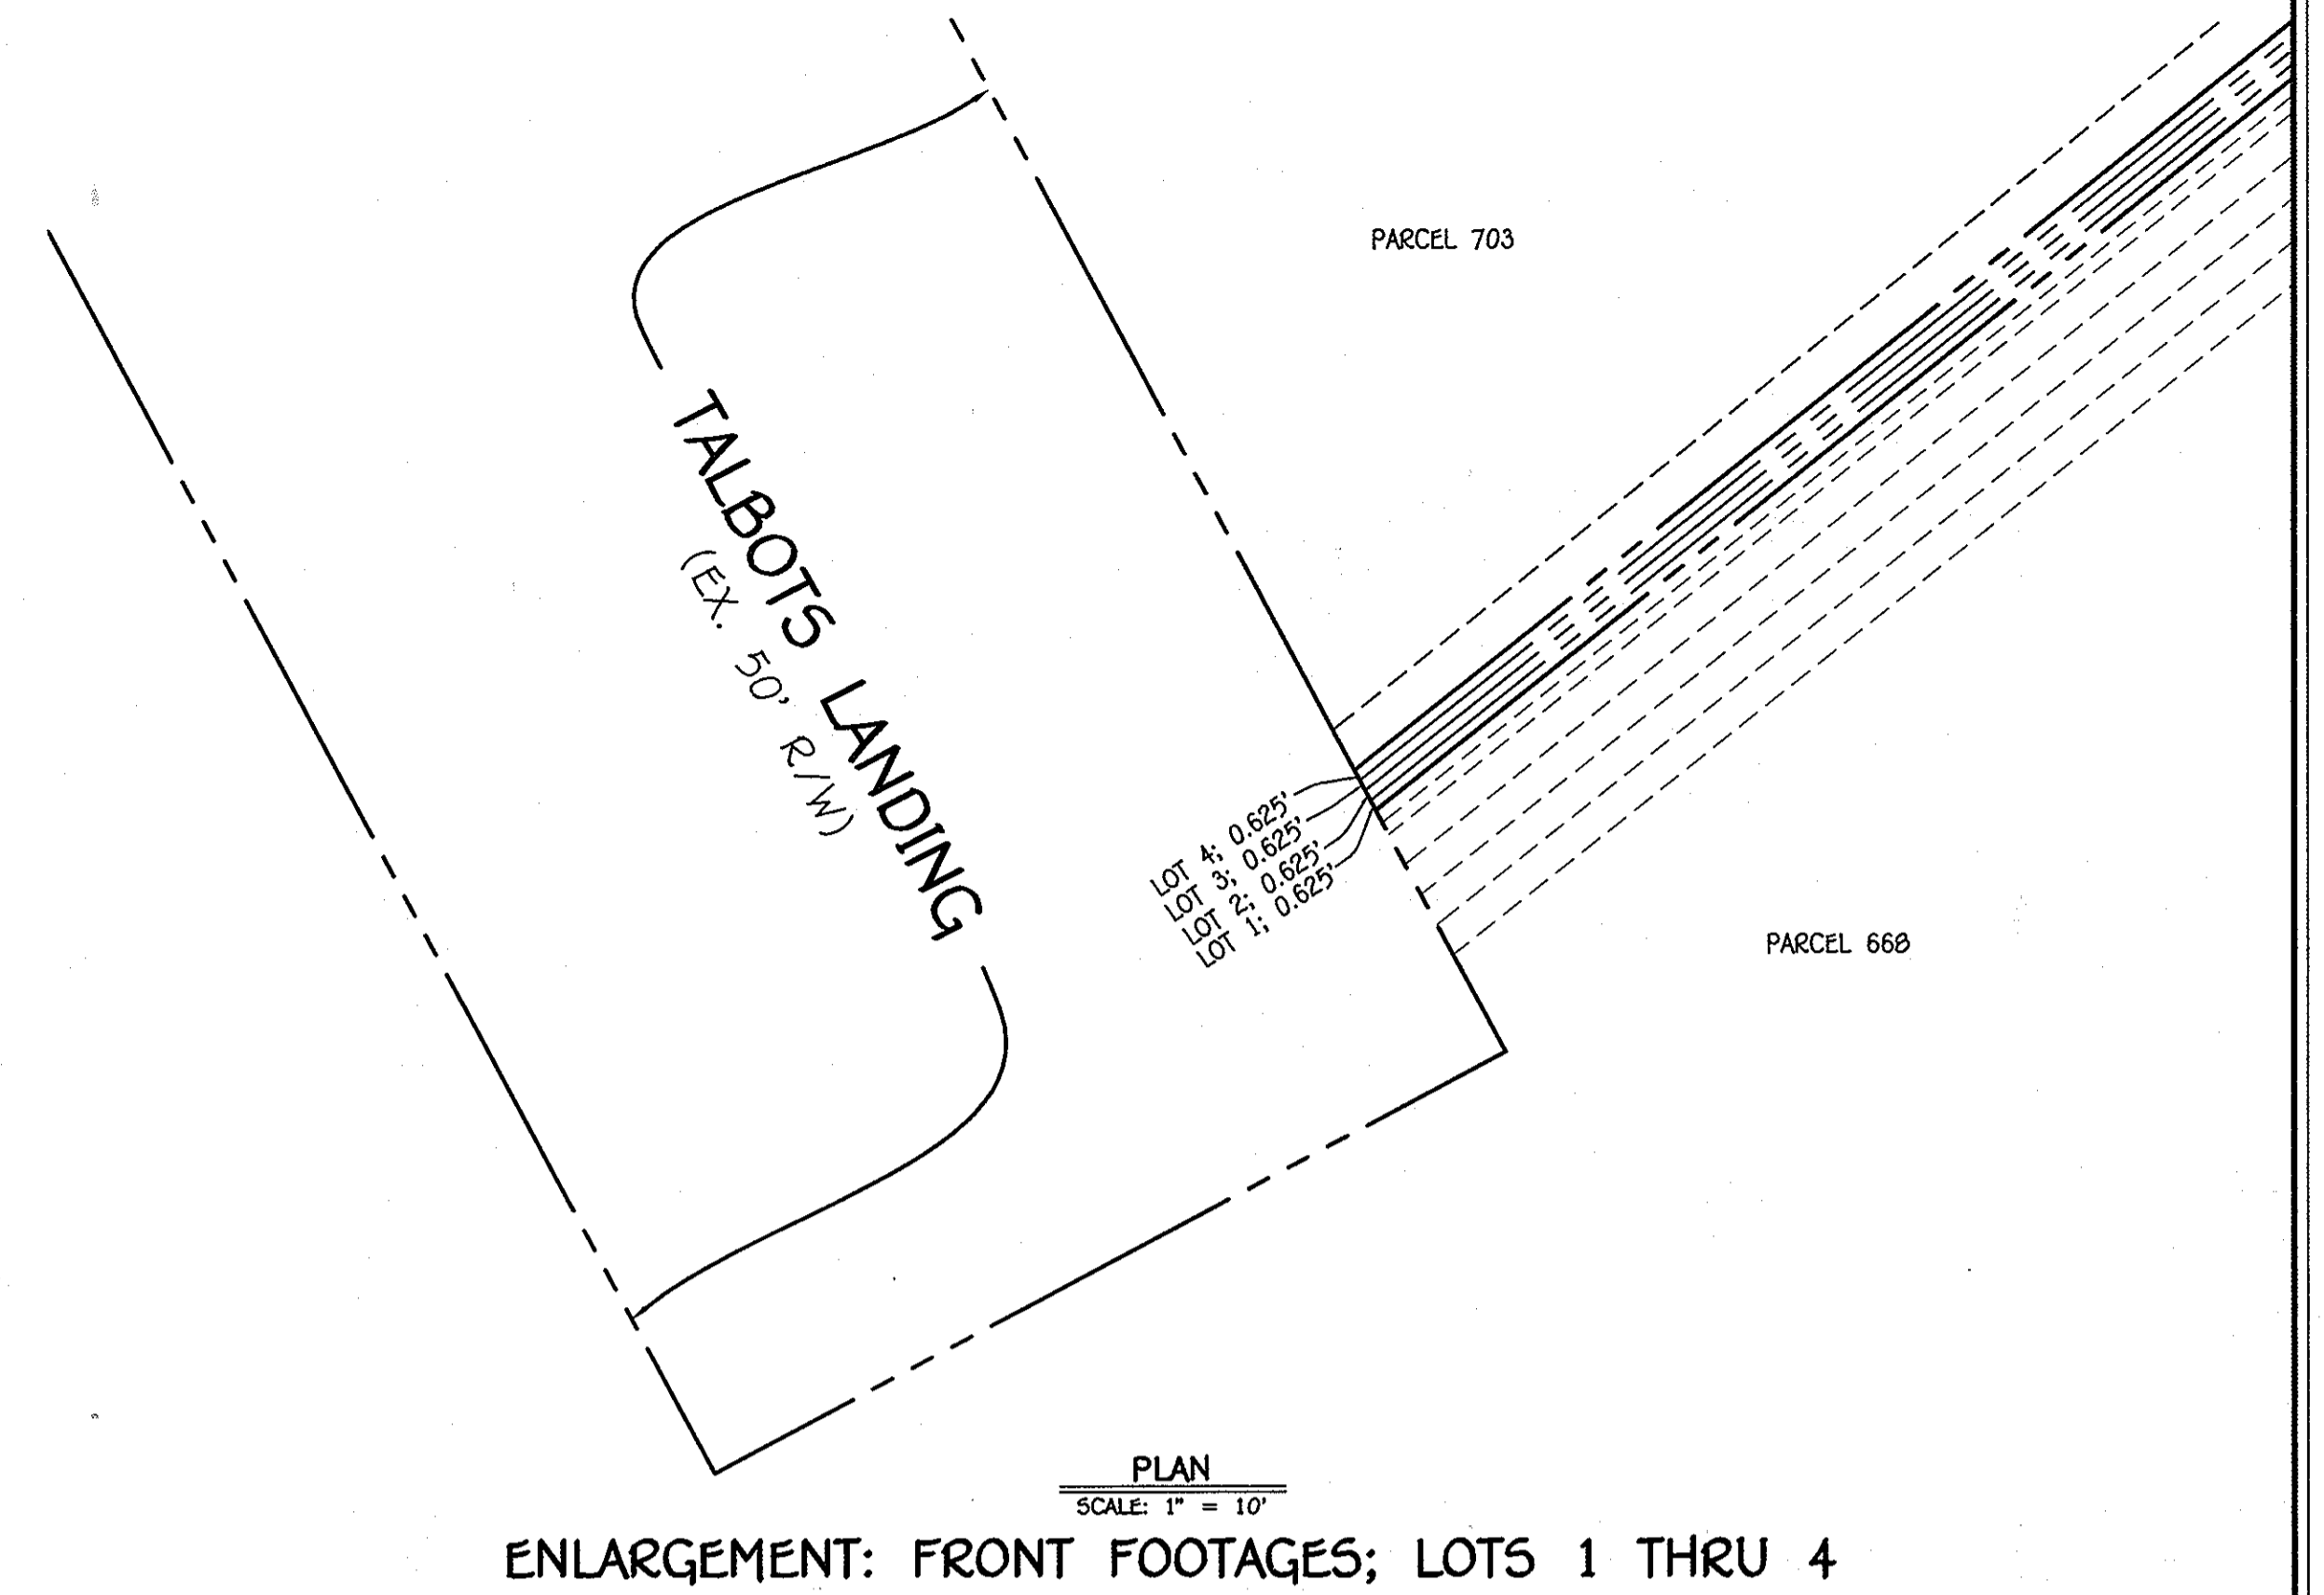 PARCEL 703
TALBOTS LANDING
(EX. 50' R/W)
LOT 4; 0.625'
LOT 3; 0.625'
LOT 2; 0.625'
LOT 1; 0.625'
PARCEL 668
PLAN
SCALE: 1" = 10'
ENLARGEMENT: FRONT FOOTAGES; LOTS 1 THRU 4